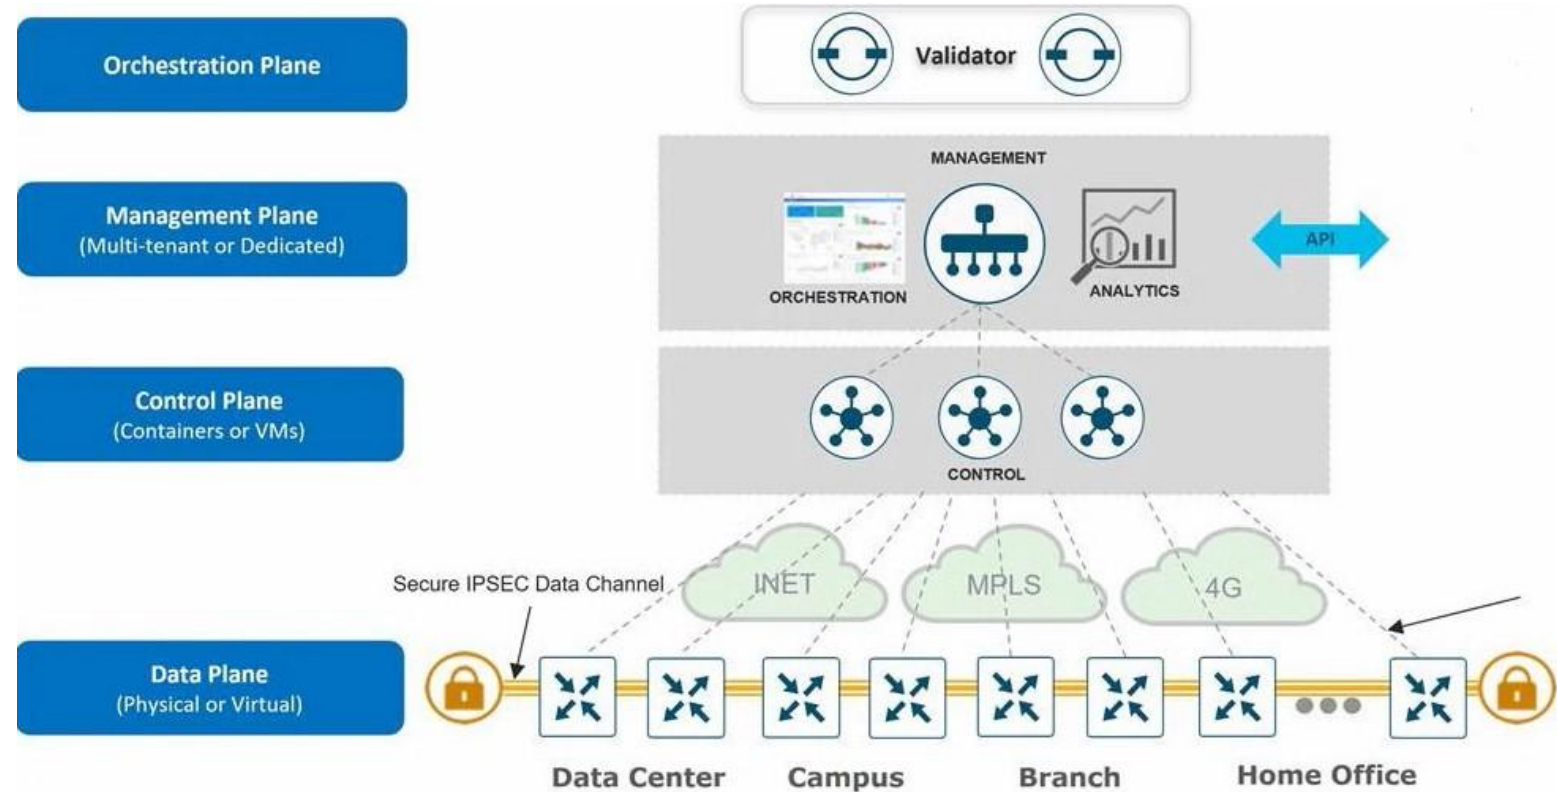 Orchestration Plane
Validator
MANAGEMENT
Management Plane
(Multi-tenant or Dedicated)
API
ORCHESTRATION
ANALYTICS
Control Plane
(Containers or VMs)
CONTROL
Secure IPSEC Data Channel
INET
MPLS
4G
Data Plane
(Physical or Virtual)
Data Center
Campus
Branch
Home Office